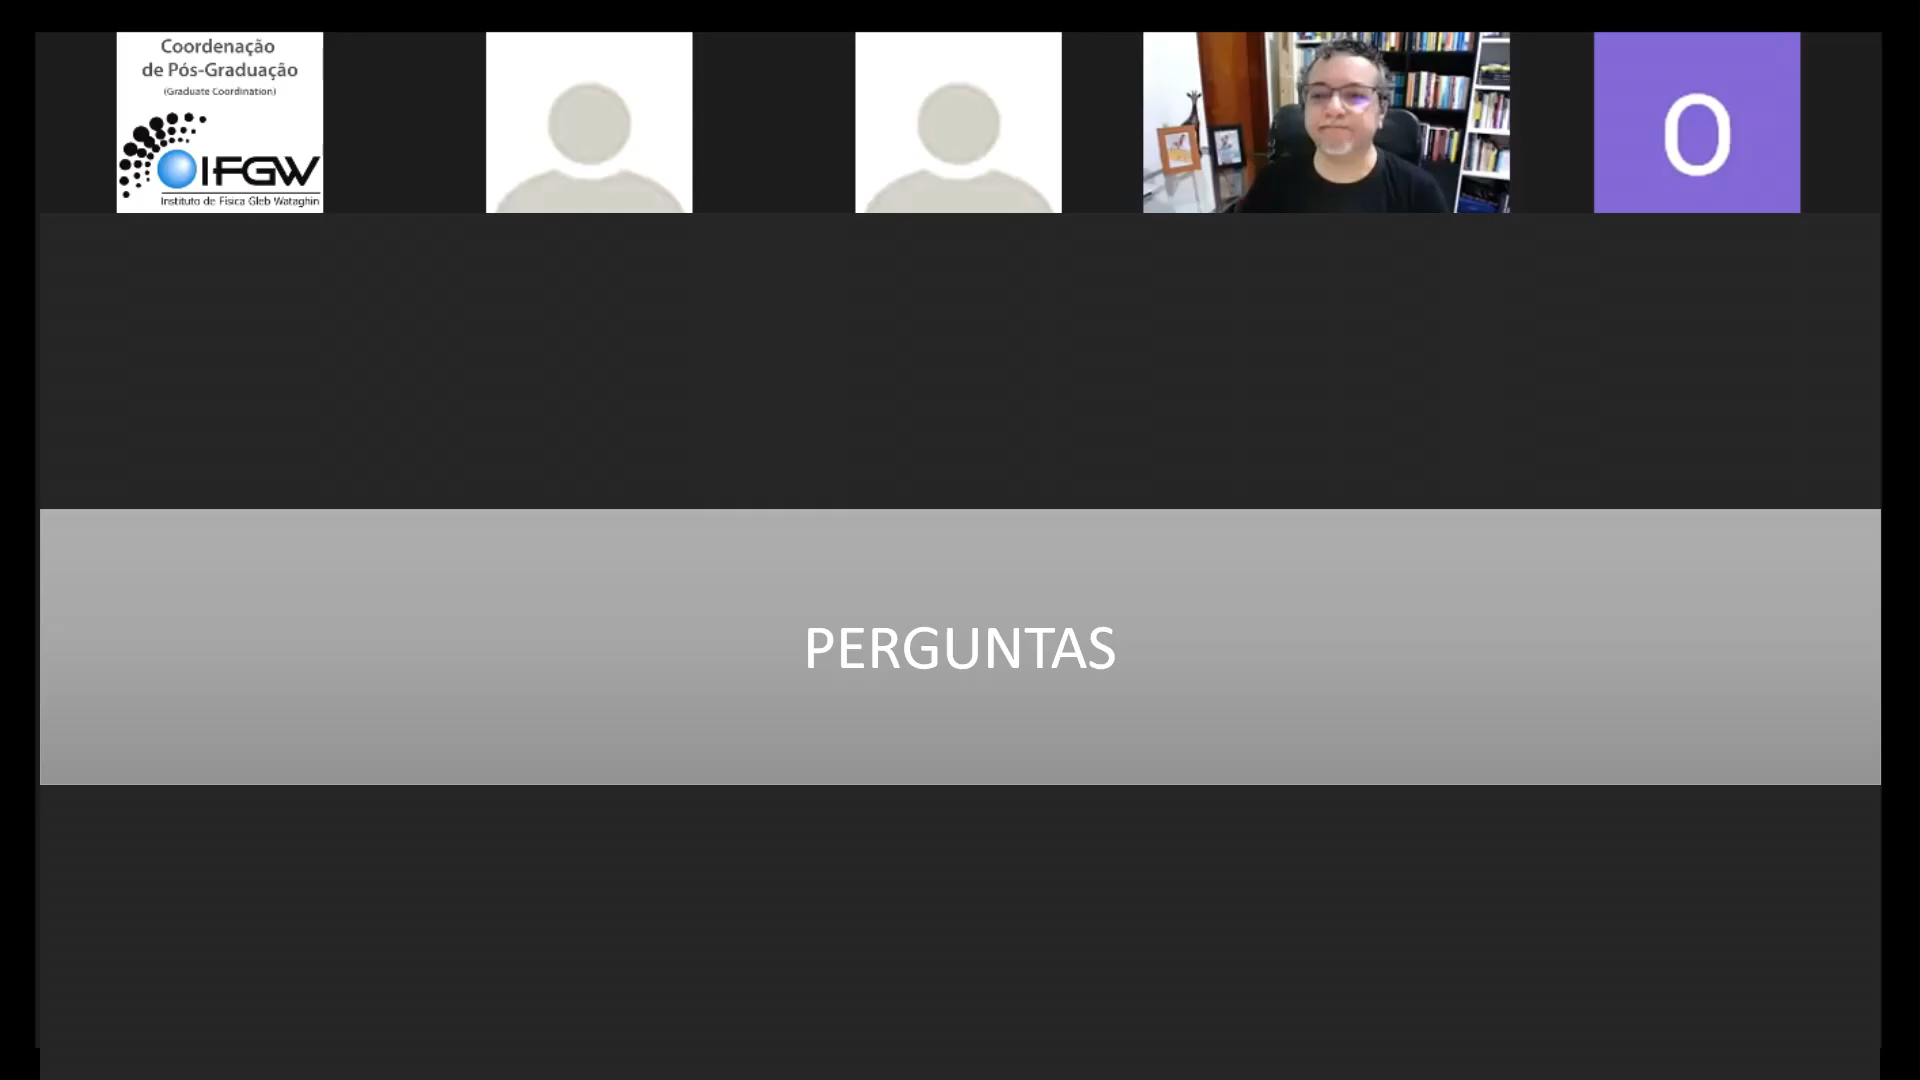 Coordenação
de Pós-Graduação
(Graduate Coordination)
IFGW
Instituto de Física Gleb Wataghin
O
PERGUNTAS